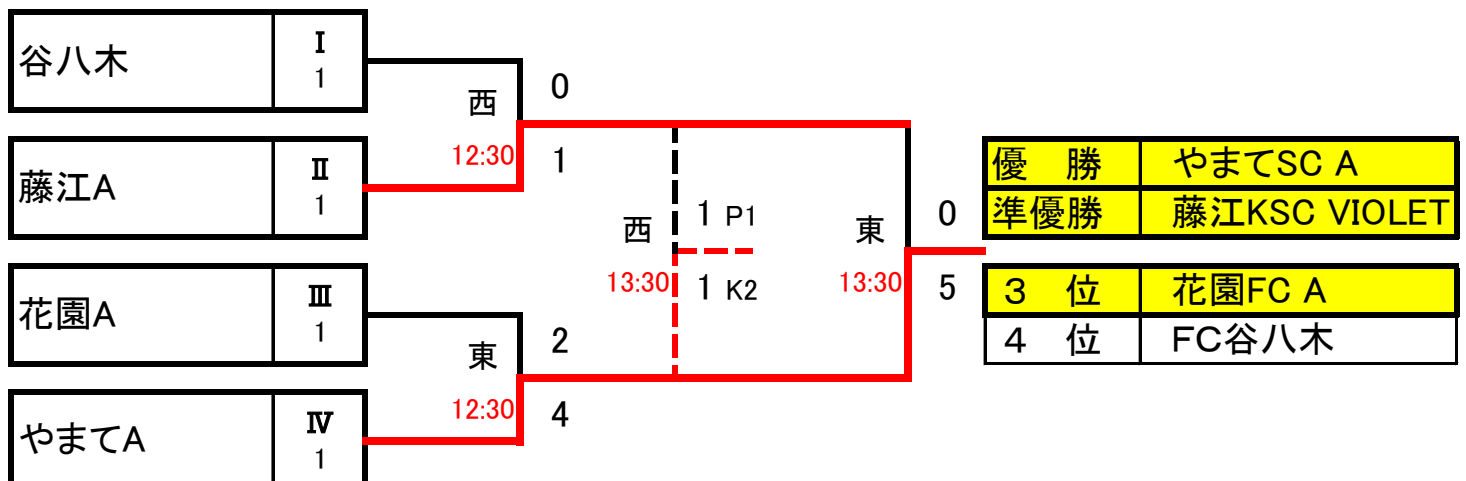 谷八木 Ⅰ
1
西 0
12:30 1
藤江A Ⅱ
1
西 1 P1
13:30 1 K2
東 0
13:30 5
優　勝 やまてSC A
準優勝 藤江KSC VIOLET
３　位 花園FC A
４　位 FC谷八木
花園A Ⅲ
1
東 2
12:30 4
やまてA Ⅳ
1